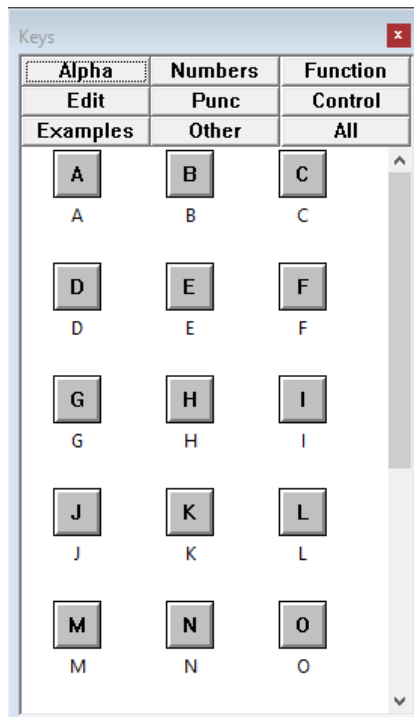 Keys x
Alpha Numbers Function
Edit Punc Control
Examples Other All
A B C
A B C
D E F
D E F
G H I
G H I
J K L
J K L
M N O
M N O